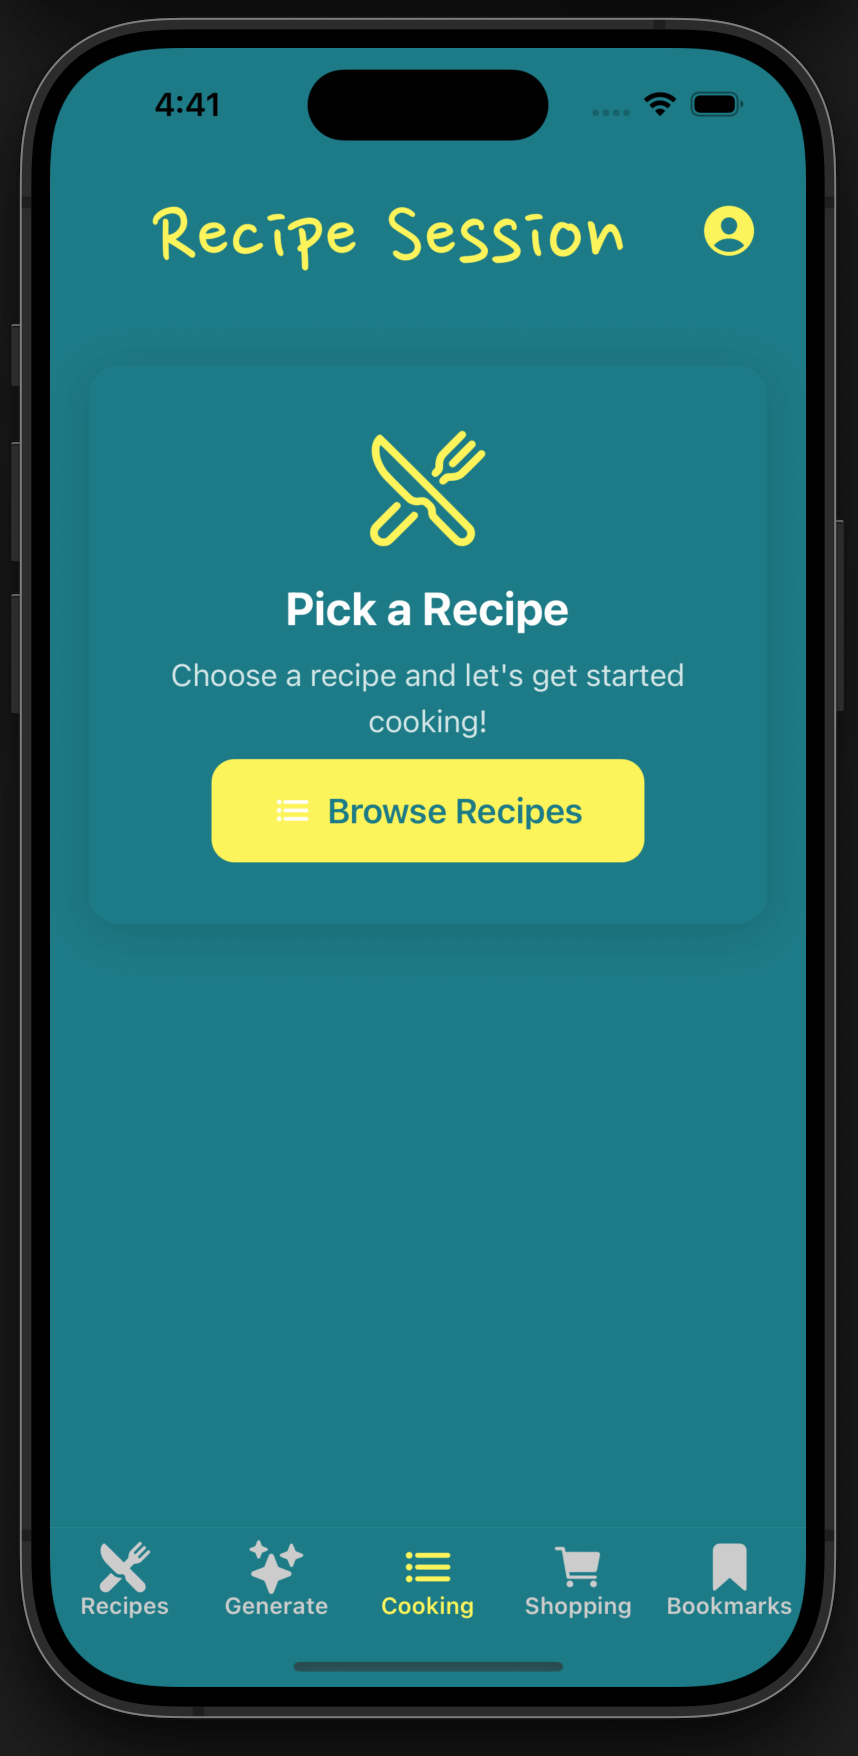 4:41
Recipe Session
Pick a Recipe
Choose a recipe and let's get started
cooking!
Browse Recipes
Recipes
Generate
Cooking
Shopping
Bookmarks